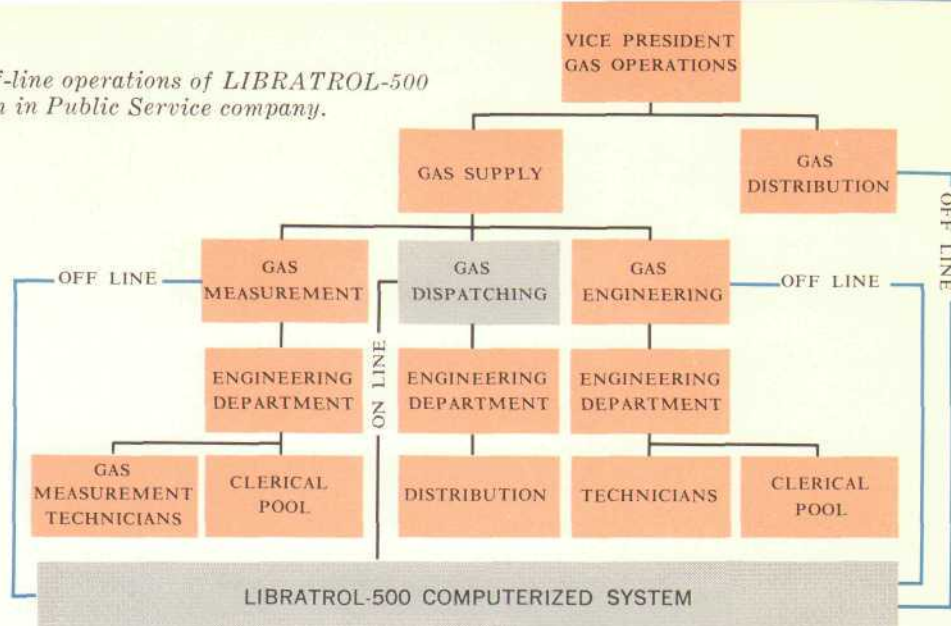 -line operations of LIBRATROL-500
in Public Service company.
VICE PRESIDENT
GAS OPERATIONS
GAS SUPPLY
GAS
DISTRIBUTION
OFF LINE
GAS
MEASUREMENT
GAS
DISPATCHING
GAS
ENGINEERING
OFF LINE
OFF LINE
ON LINE
ENGINEERING
DEPARTMENT
ENGINEERING
DEPARTMENT
ENGINEERING
DEPARTMENT
GAS
MEASUREMENT
TECHNICIANS
CLERICAL
POOL
DISTRIBUTION
TECHNICIANS
CLERICAL
POOL
LIBRATROL-500 COMPUTERIZED SYSTEM